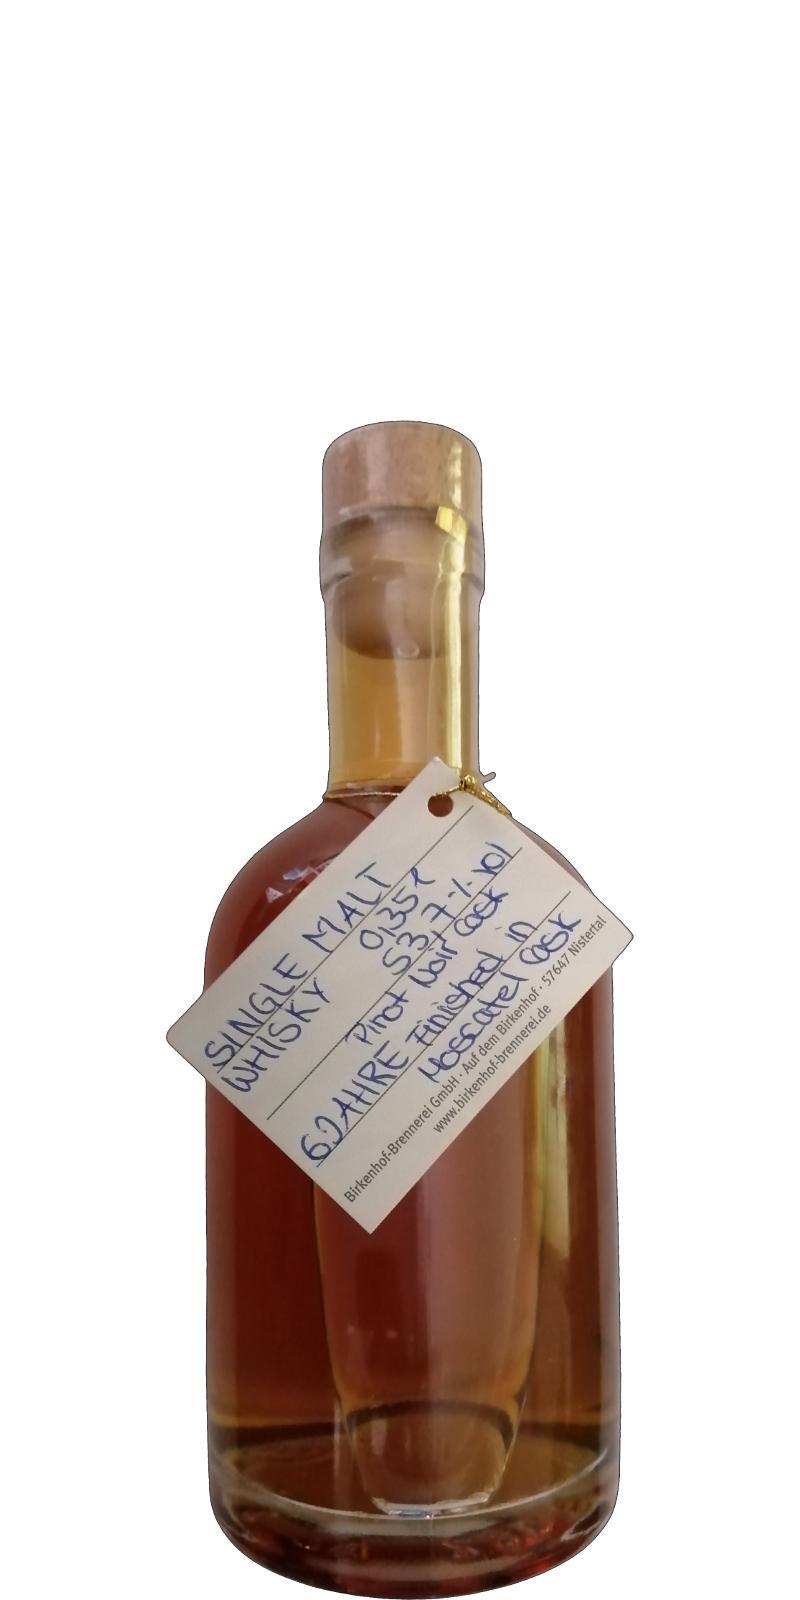 SINGLE MALT
WHISKY 0,35 l
53,7 % vol
Pinot Noir Cask
6 JAHRE Finished in
Moscatel Cask
Birkenhof-Brennerei GmbH · Auf dem Birkenhof · 57647 Nistertal
www.birkenhof-brennerei.de